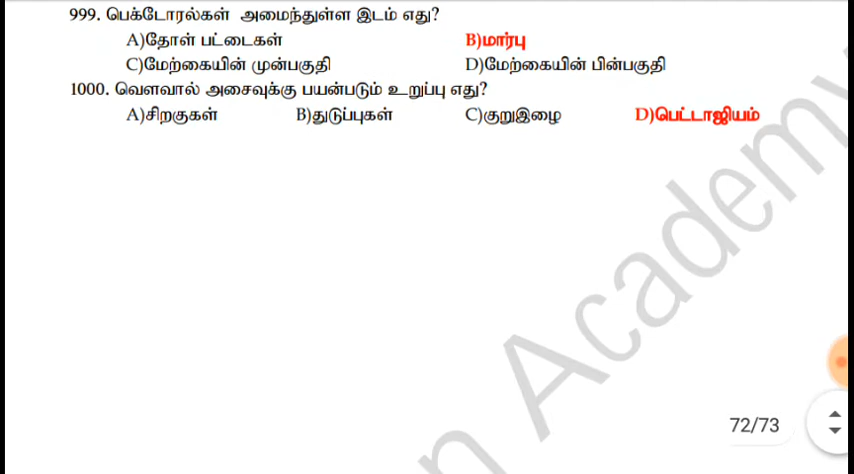 999. பெக்டோரல்கள் அமைந்துள்ள இடம் எது?
A)தோள் பட்டைகள் B)மார்பு
C)மேற்கையின் முன்பகுதி D)மேற்கையின் பின்பகுதி
1000. வௌவால் அசைவுக்கு பயன்படும் உறுப்பு எது?
A)சிறகுகள் B)துடுப்புகள் C)குறுஇழை D)பெட்டாஜியம்
n Academy
72/73